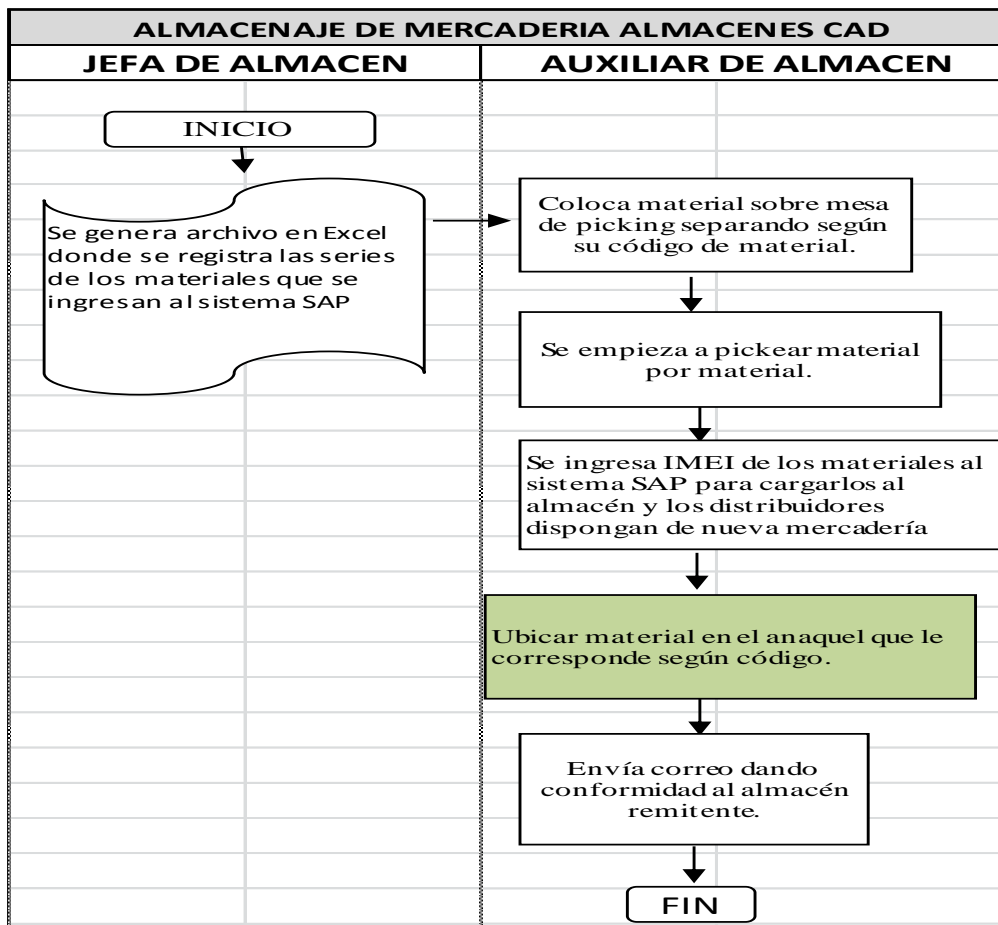 ALMACENAJE DE MERCADERIA ALMACENES CAD
JEFA DE ALMACEN
AUXILIAR DE ALMACEN
INICIO
Se genera archivo en Excel
donde se registra las series
de los materiales que se
ingresan al sistema SAP
Coloca material sobre mesa
de picking separando según
su código de material.
Se empieza a pickear material
por material.
Se ingresa IMEI de los materiales al
sistema SAP para cargarlos al
almacén y los distribuidores
dispongan de nueva mercadería
Ubicar material en el anaquel que le
corresponde según código.
Envía correo dando
conformidad al almacén
remitente.
FIN